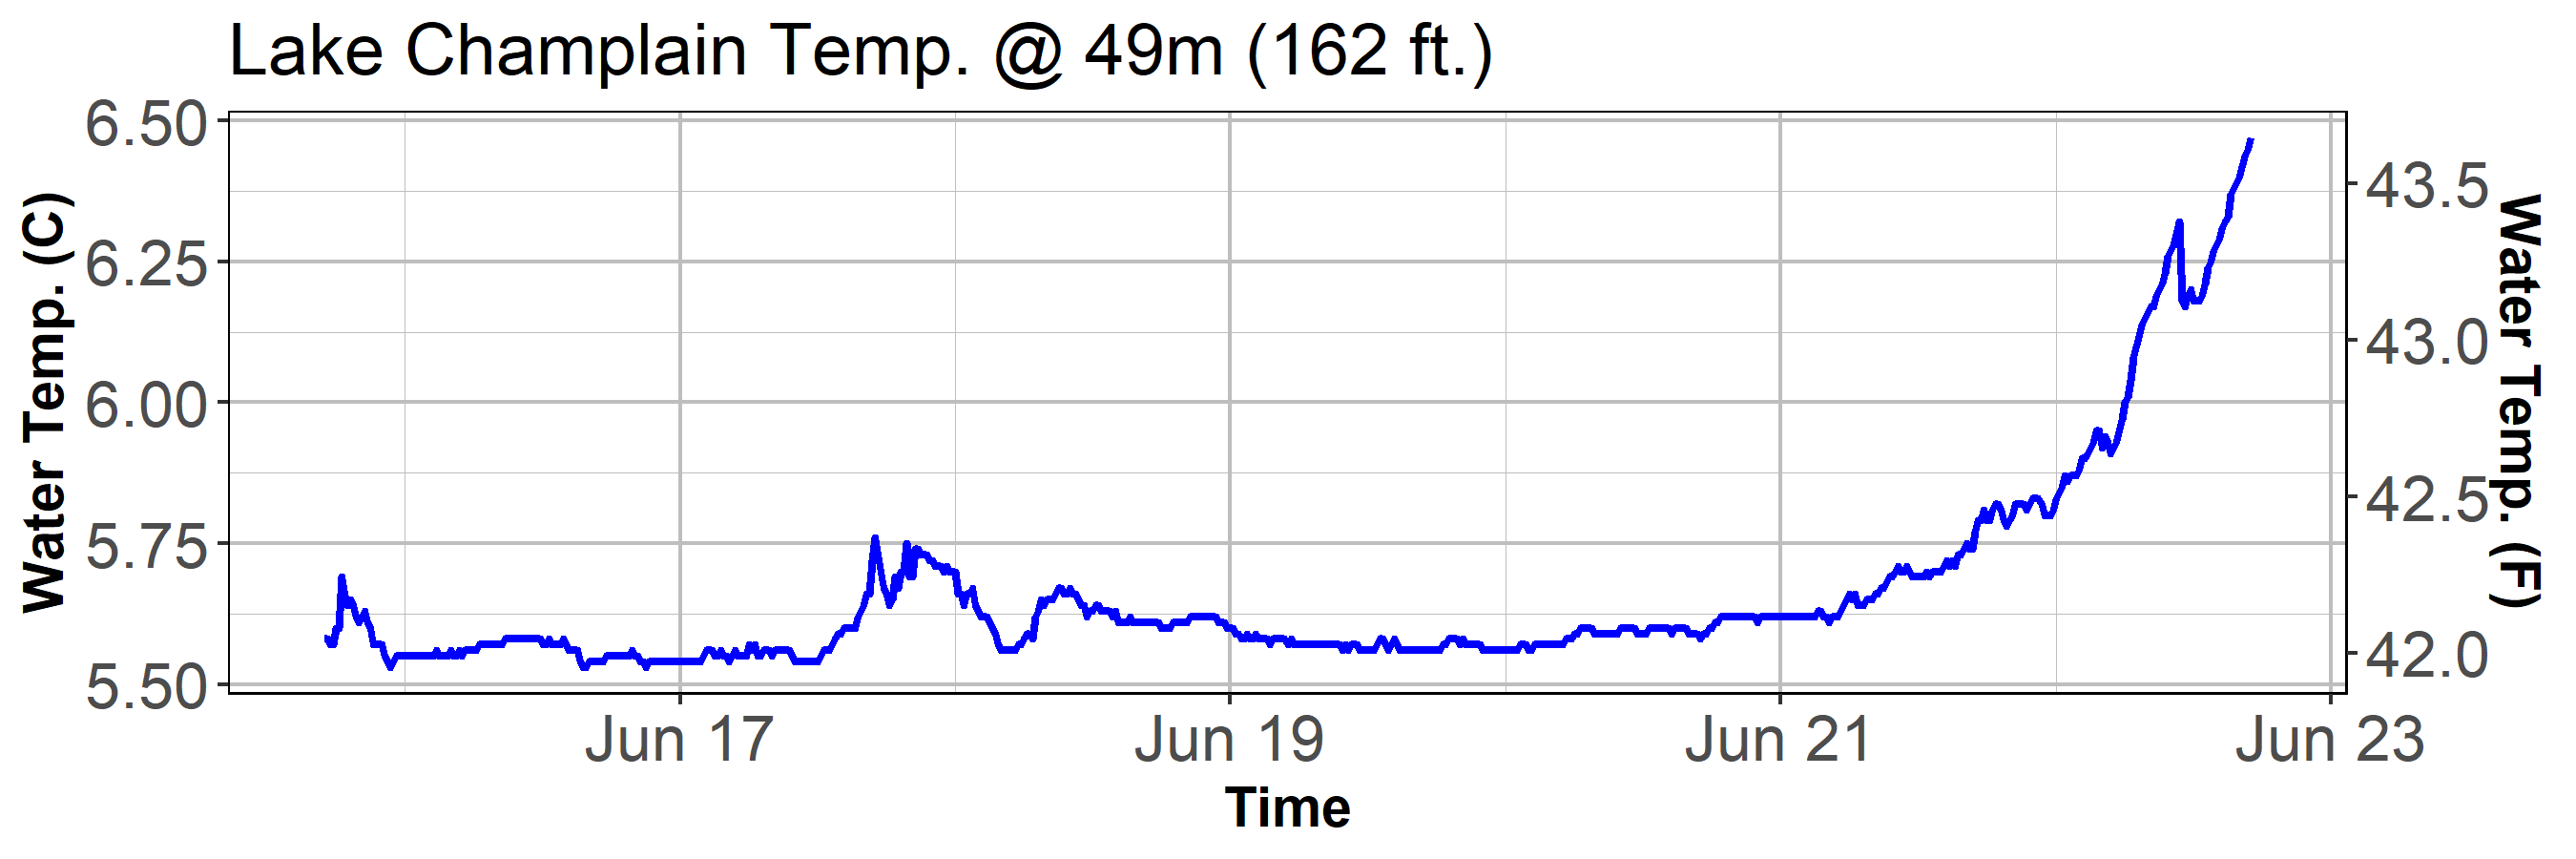 Lake Champlain Temp. @ 49m (162 ft.)
Water Temp. (C)
6.50
6.25
6.00
5.75
5.50
43.5
43.0
42.5
42.0
Water Temp. (F)
Jun 17 Jun 19 Jun 21 Jun 23
Time